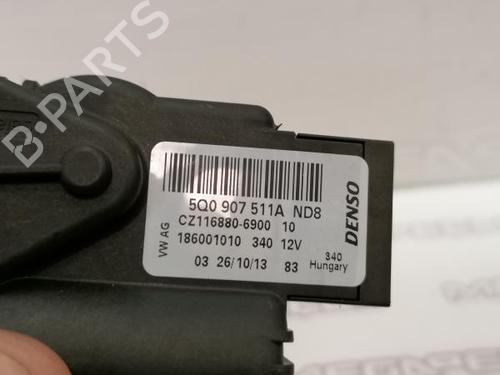 5Q0 907 511A ND8
CZ116880-6900 10
186001010 340 12V
03 26/10/13 83
VW AG
DENSO
340
Hungary
B-PARTS